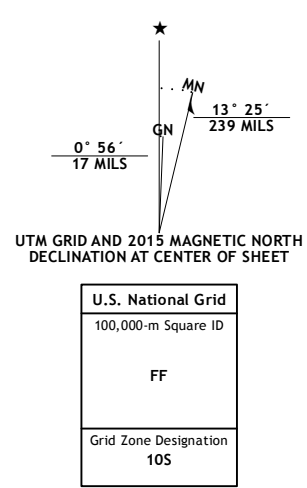 MN
13° 25´
239 MILS
GN
0° 56´
17 MILS
UTM GRID AND 2015 MAGNETIC NORTH
DECLINATION AT CENTER OF SHEET
U.S. National Grid
100,000-m Square ID
FF
Grid Zone Designation
10S